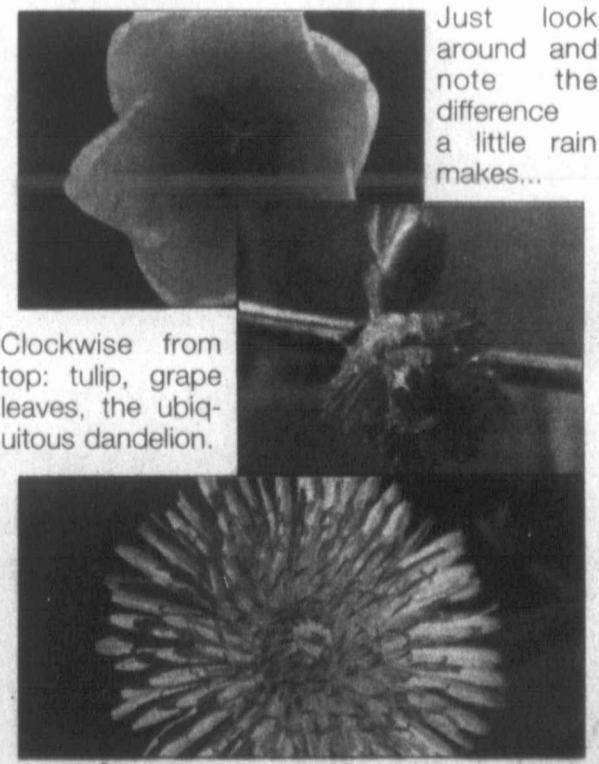 Just look
around and
note the
difference
a little rain
makes...
Clockwise from
top: tulip, grape
leaves, the ubiq-
uitous dandelion.